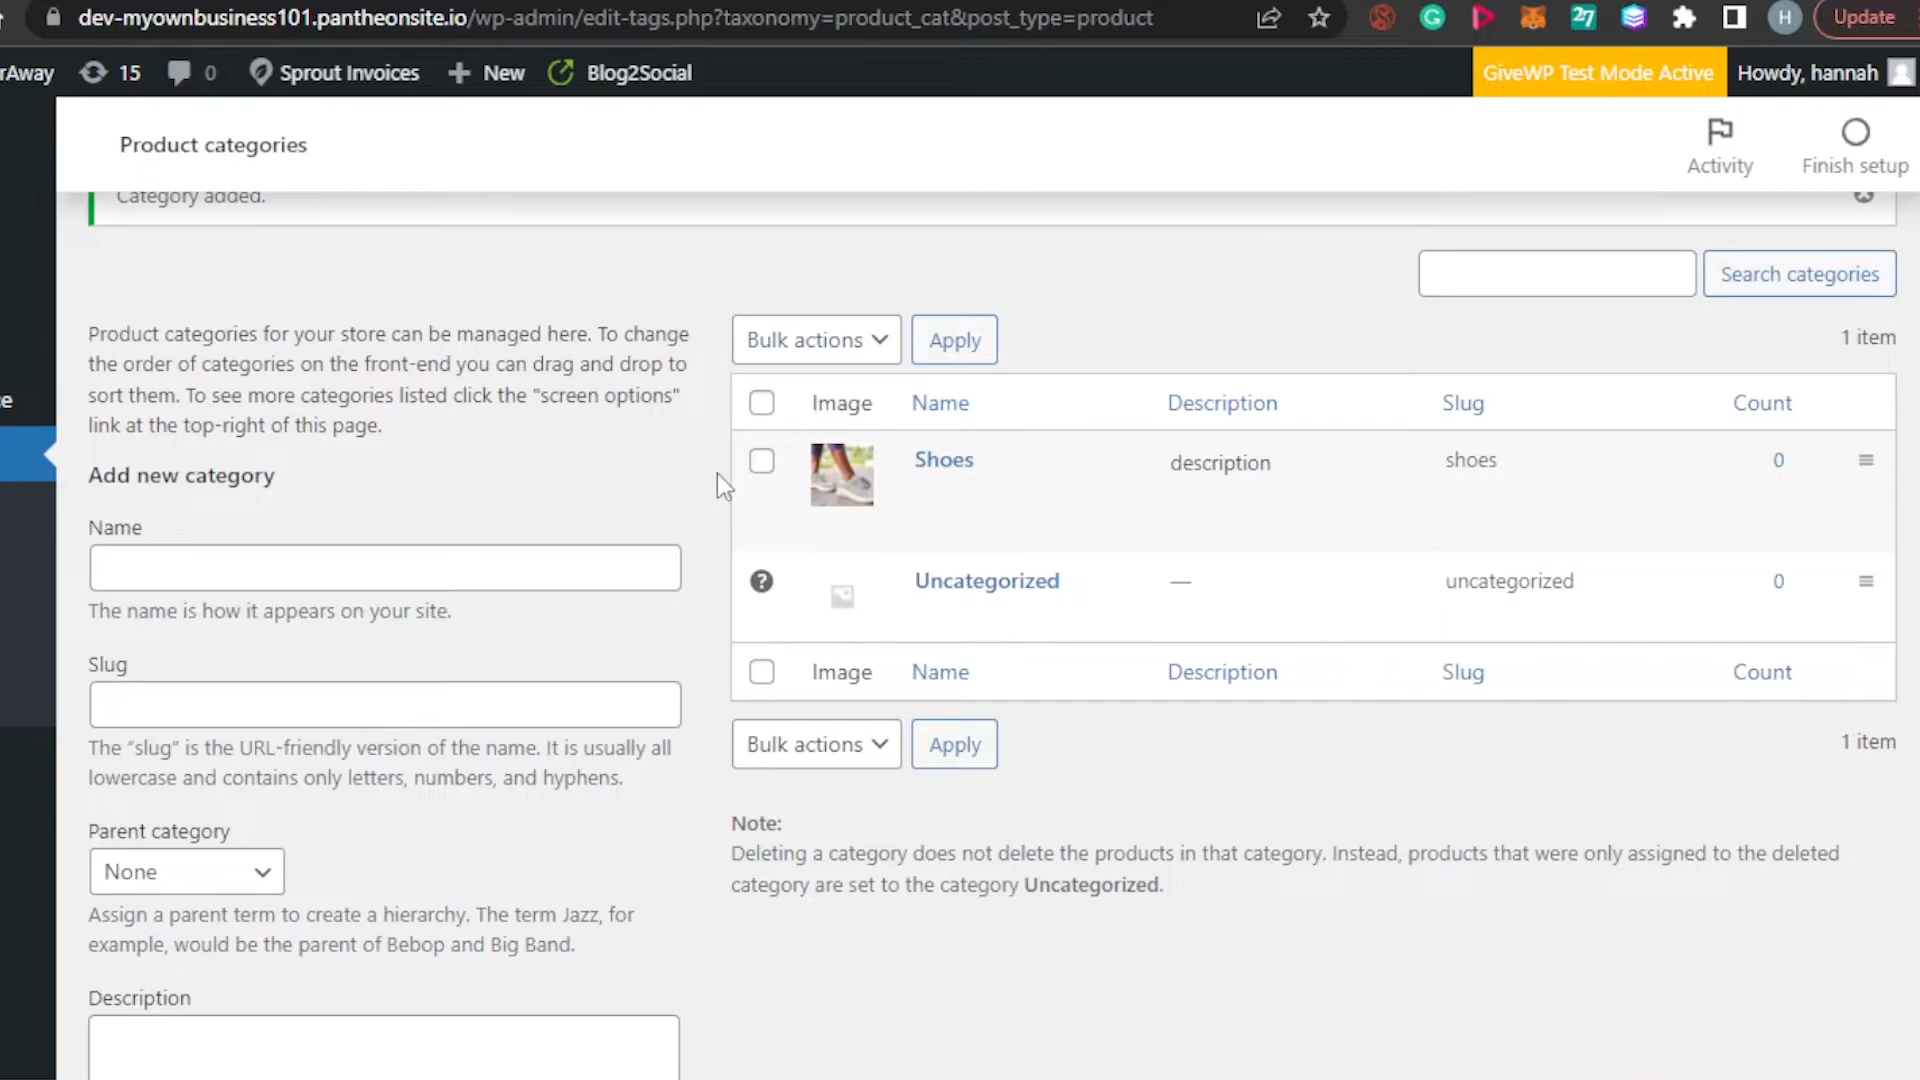 dev-myownbusiness101.pantheonsite.io/wp-admin/edit-tags.php?taxonomy=product_cat&post_type=product
27
H
Update
rAway
15
0
Sprout Invoices
New
Blog2Social
GiveWP Test Mode Active
Howdy, hannah
Product categories
Activity
Finish setup
Category added.
Search categories
Product categories for your store can be managed here. To change
the order of categories on the front-end you can drag and drop to
sort them. To see more categories listed click the "screen options"
link at the top-right of this page.
Add new category
Name
The name is how it appears on your site.
Slug
The “slug” is the URL-friendly version of the name. It is usually all
lowercase and contains only letters, numbers, and hyphens.
Parent category
None
Assign a parent term to create a hierarchy. The term Jazz, for
example, would be the parent of Bebop and Big Band.
Description
Bulk actions
Apply
1 item
Image Name Description Slug Count
Shoes description shoes 0
Uncategorized — uncategorized 0
Image Name Description Slug Count
Bulk actions
Apply
1 item
Note:
Deleting a category does not delete the products in that category. Instead, products that were only assigned to the deleted
category are set to the category Uncategorized.